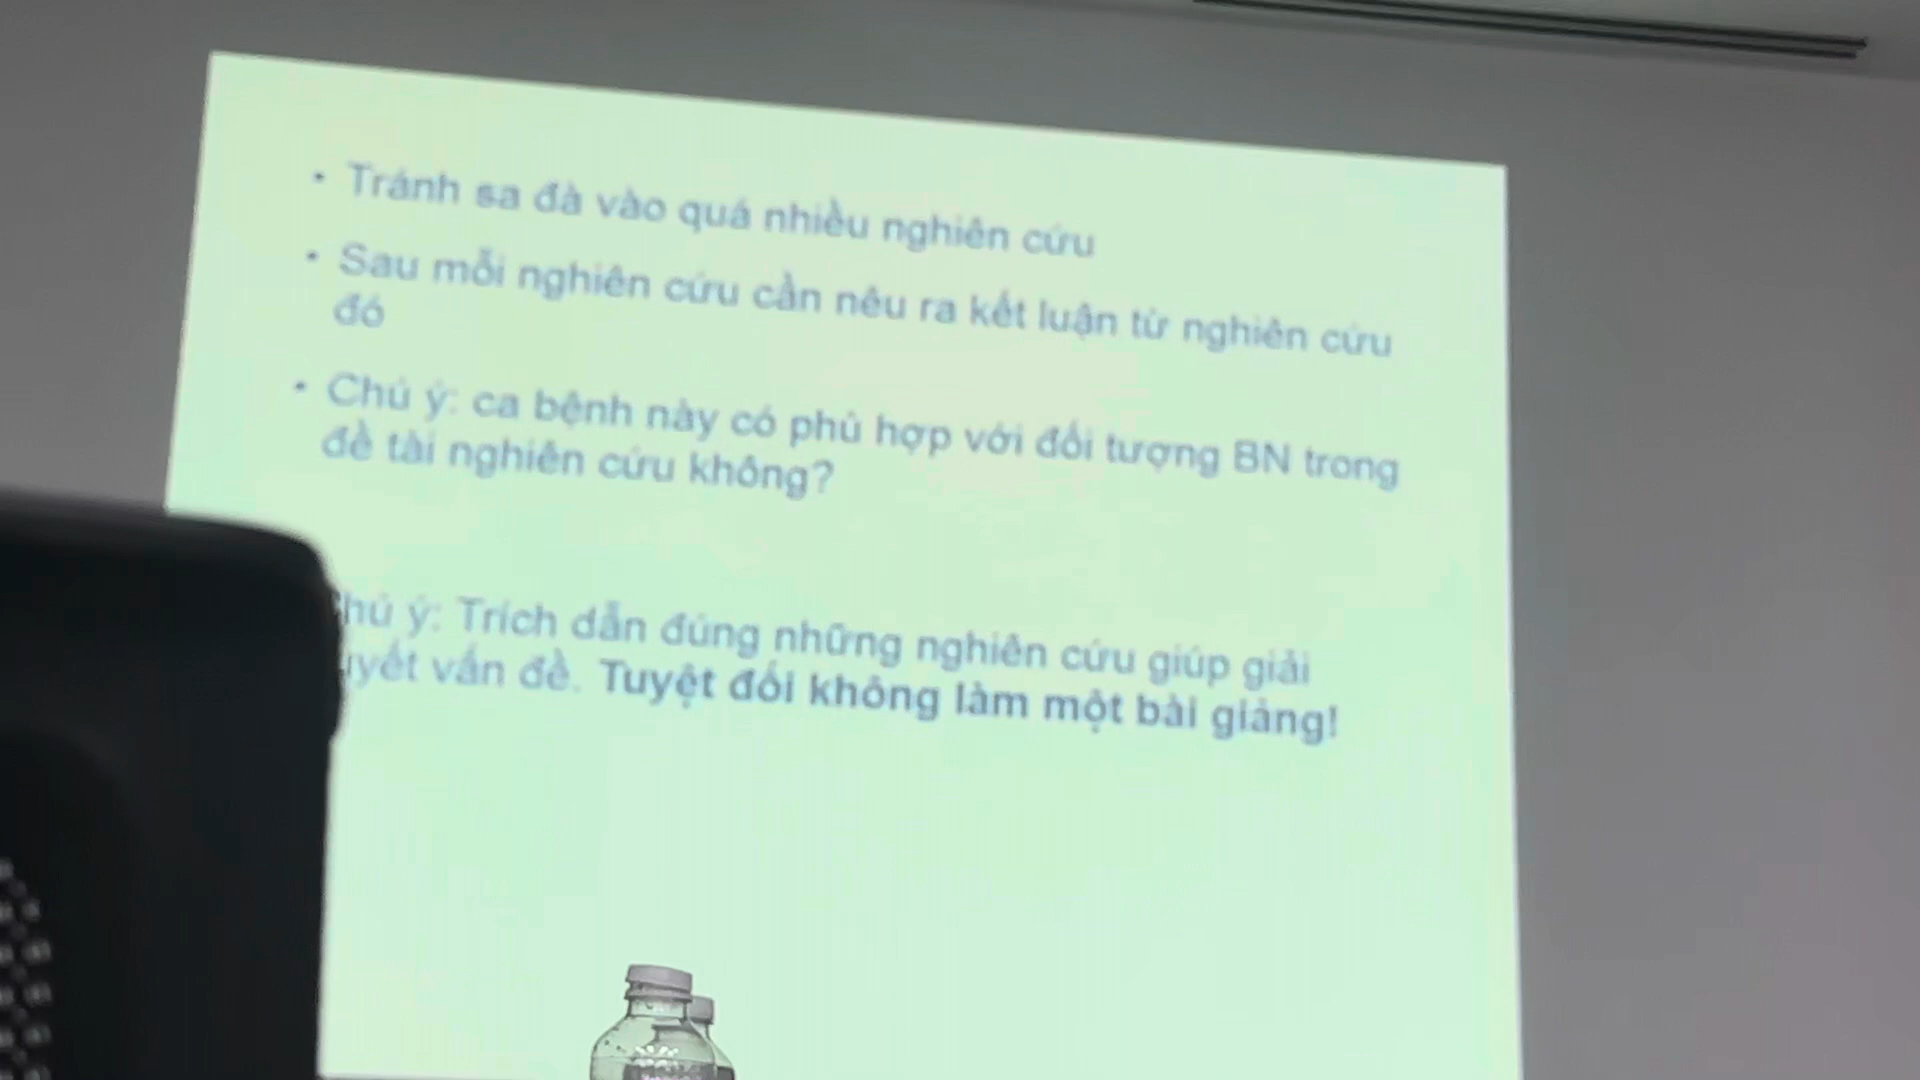 • Tránh sa đà vào quá nhiều nghiên cứu
• Sau mỗi nghiên cứu cần nêu ra kết luận từ nghiên cứu
đó
• Chú ý: ca bệnh này có phù hợp với đối tượng BN trong
đề tài nghiên cứu không?
hú ý: Trích dẫn đúng những nghiên cứu giúp giải
uyết vấn đề. Tuyệt đối không làm một bài giảng!